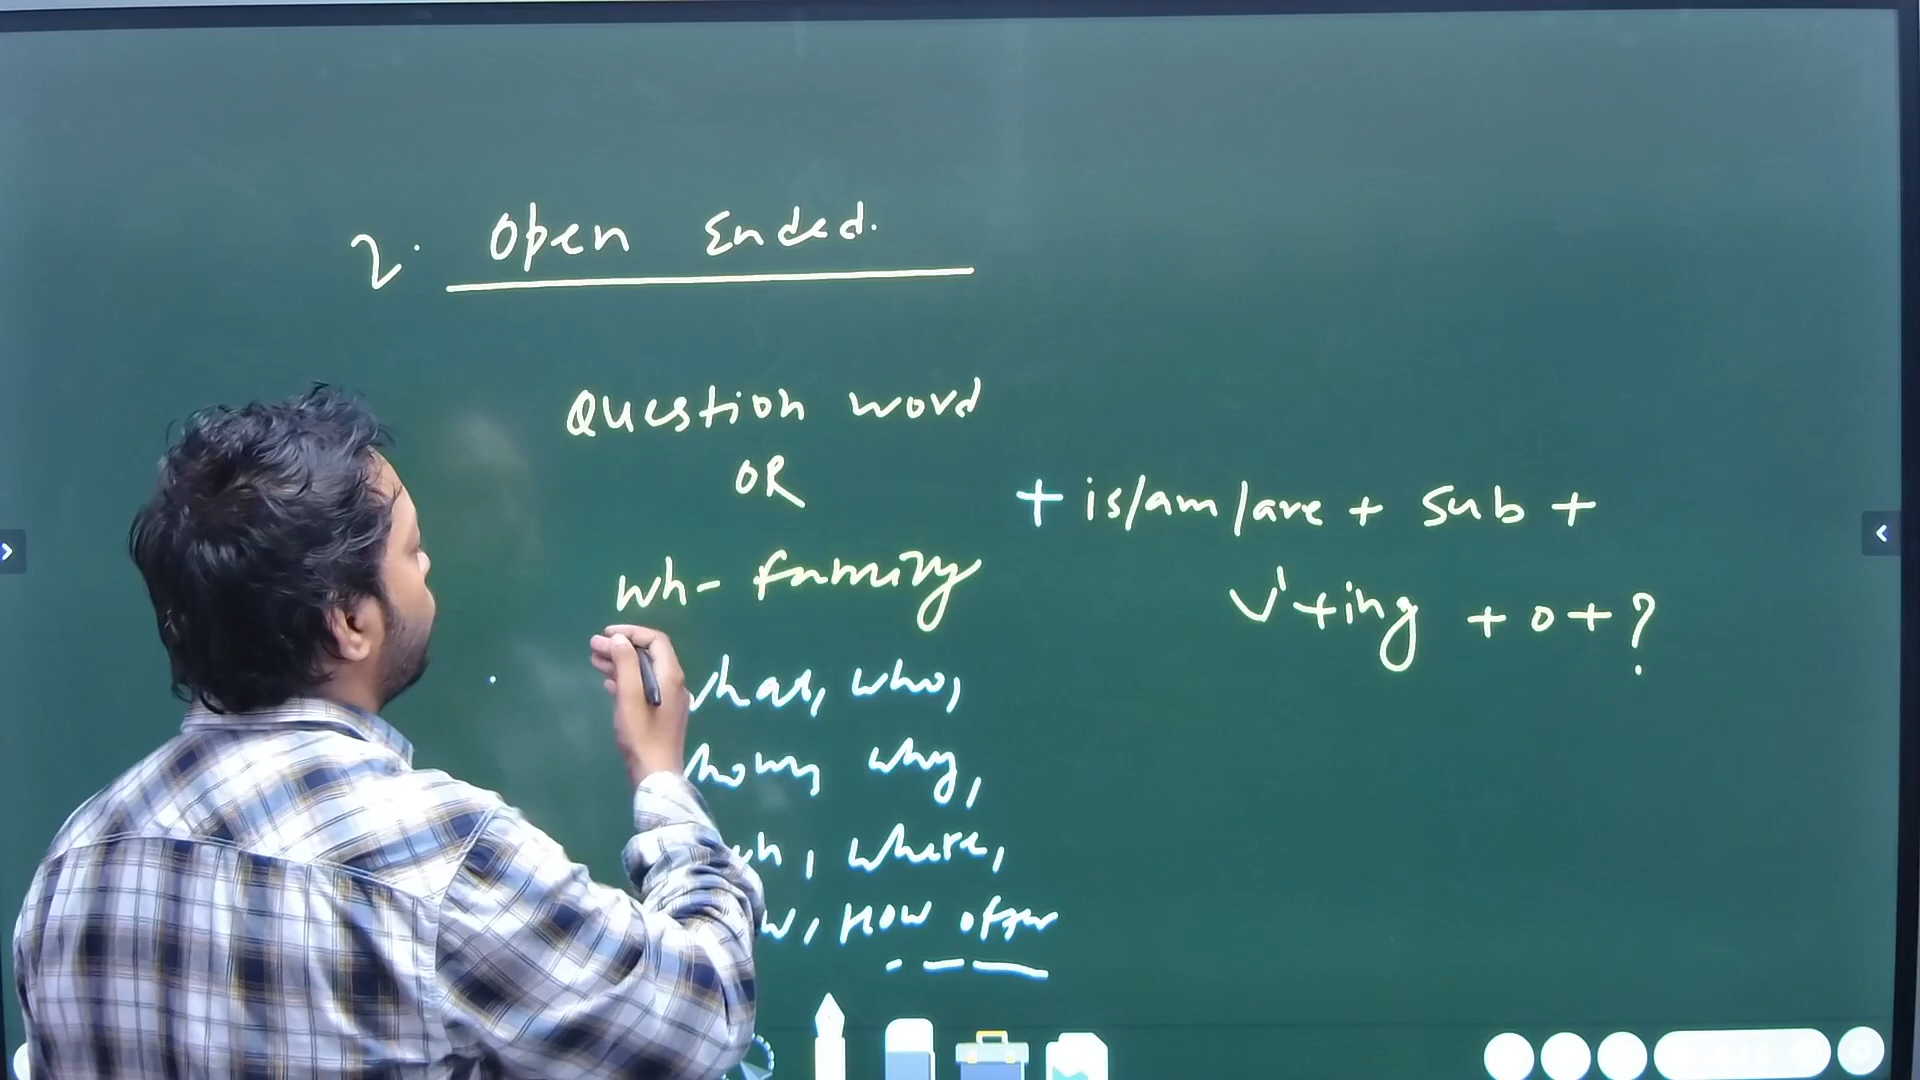 2. Open Ended.
Question word
OR
wh- family
+ is/am/are + sub +
V¹+ing + o + ?
what, who,
whom, why,
where,
How often